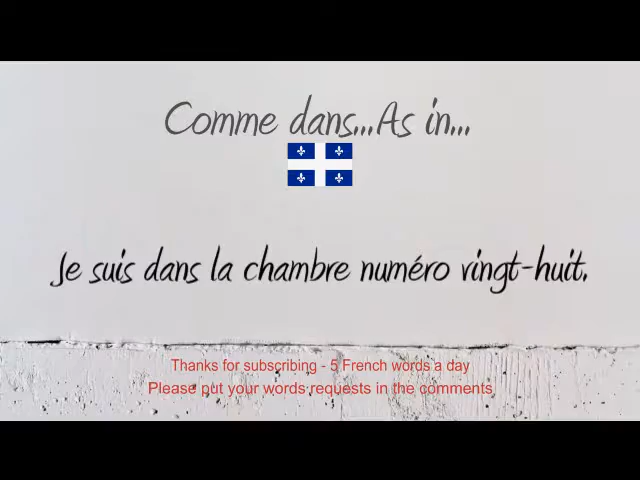 Comme dans...As in...
Je suis dans la chambre numéro vingt-huit.
Thanks for subscribing - 5 French words a day
Please put your words requests in the comments